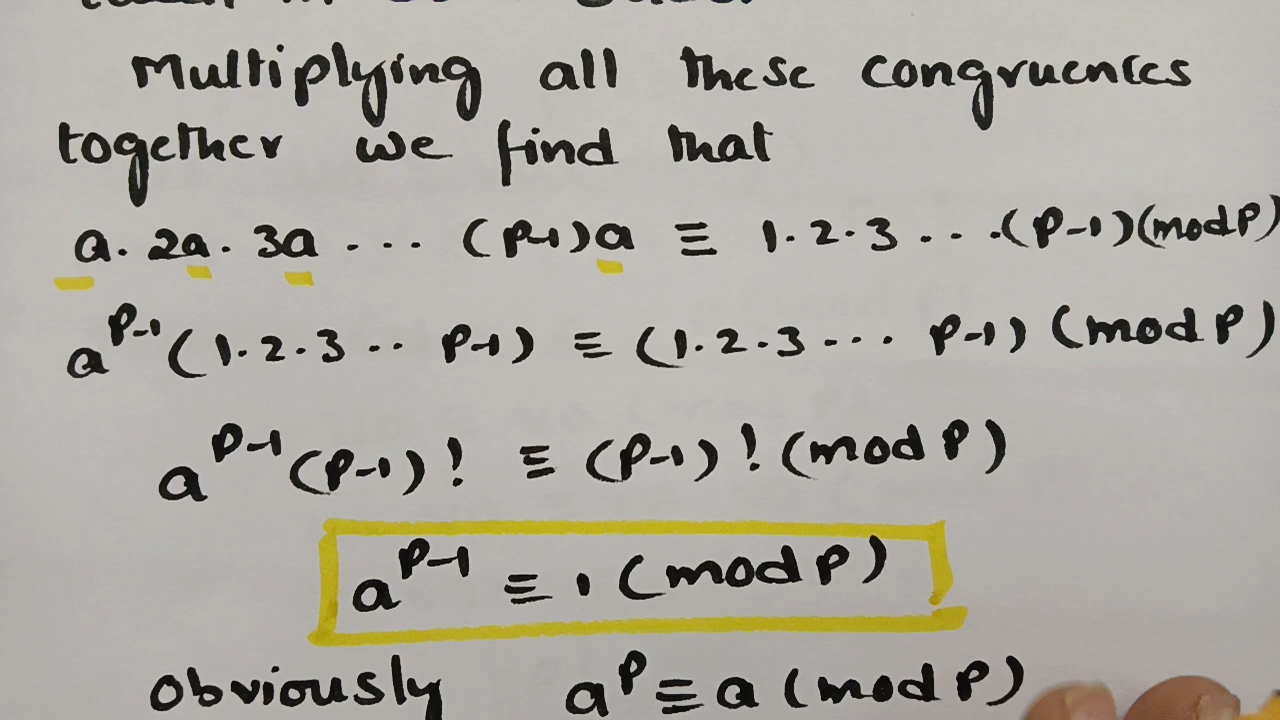 Multiplying all these congruences
together we find that
a. 2a. 3a ... (P-1)a ≡ 1.2.3 ... .(P-1)(mod P)
a^{P-1} (1.2.3 .. P-1) ≡ (1.2.3 ... P-1) (mod P)
a^{P-1} (P-1)! ≡ (P-1)! (mod P)
a^{P-1} ≡ 1 (mod P)
Obviously a^P ≡ a (mod P)